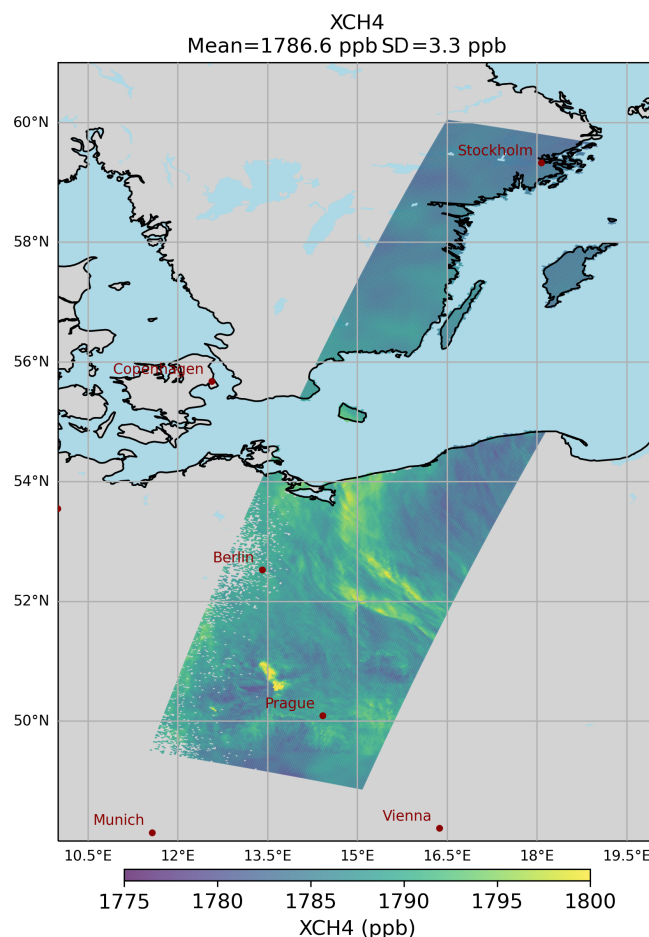 XCH4
Mean=1786.6 ppb SD=3.3 ppb
60°N
Stockholm
58°N
56°N
Copenhagen
54°N
Berlin
52°N
Prague
50°N
Munich
Vienna
10.5°E 12°E 13.5°E 15°E 16.5°E 18°E 19.5°E
1775 1780 1785 1790 1795 1800
XCH4 (ppb)